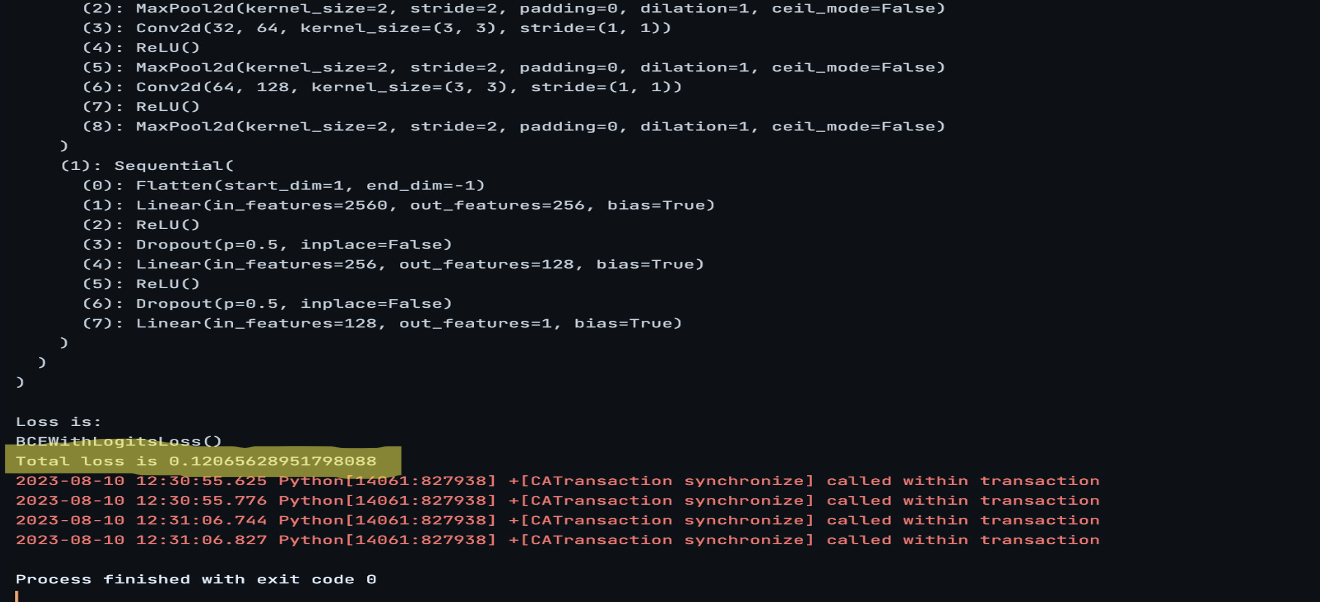 (2): MaxPool2d(kernel_size=2, stride=2, padding=0, dilation=1, ceil_mode=False)
(3): Conv2d(32, 64, kernel_size=(3, 3), stride=(1, 1))
(4): ReLU()
(5): MaxPool2d(kernel_size=2, stride=2, padding=0, dilation=1, ceil_mode=False)
(6): Conv2d(64, 128, kernel_size=(3, 3), stride=(1, 1))
(7): ReLU()
(8): MaxPool2d(kernel_size=2, stride=2, padding=0, dilation=1, ceil_mode=False)
)
(1): Sequential(
(0): Flatten(start_dim=1, end_dim=-1)
(1): Linear(in_features=2560, out_features=256, bias=True)
(2): ReLU()
(3): Dropout(p=0.5, inplace=False)
(4): Linear(in_features=256, out_features=128, bias=True)
(5): ReLU()
(6): Dropout(p=0.5, inplace=False)
(7): Linear(in_features=128, out_features=1, bias=True)
)
)
)
Loss is:
BCEWithLogitsLoss()
Total loss is 0.12065628951798088
2023-08-10 12:30:55.625 Python[14061:827938] +[CATransaction synchronize] called within transaction
2023-08-10 12:30:55.776 Python[14061:827938] +[CATransaction synchronize] called within transaction
2023-08-10 12:31:06.744 Python[14061:827938] +[CATransaction synchronize] called within transaction
2023-08-10 12:31:06.827 Python[14061:827938] +[CATransaction synchronize] called within transaction
Process finished with exit code 0